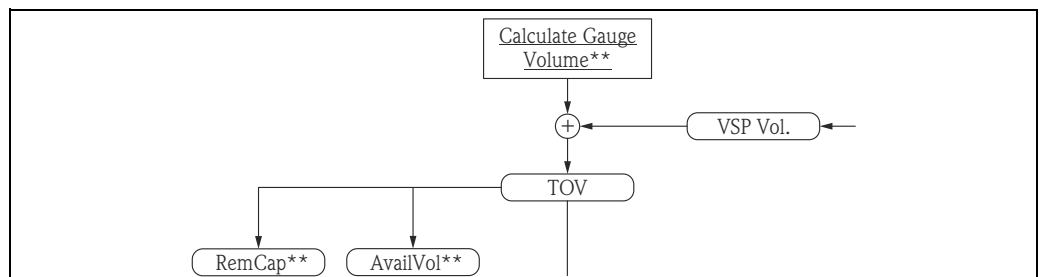 Calculate Gauge
Volume**
+
VSP Vol.
TOV
RemCap**
AvailVol**